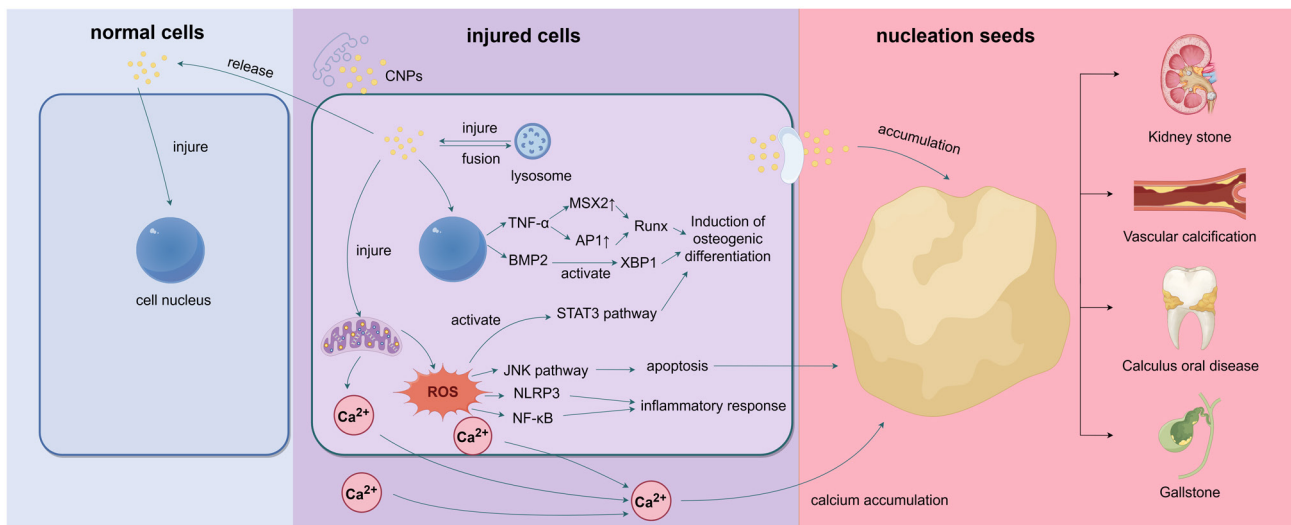 normal cells
release
injure
cell nucleus
injured cells
CNPs
injure
fusion
lysosome
TNF-α
MSX2↑
AP1↑
Runx
BMP2
activate
XBP1
Induction of
osteogenic
differentiation
injure
activate
STAT3 pathway
ROS
JNK pathway
apoptosis
NLRP3
NF-κB
inflammatory response
Ca²⁺
Ca²⁺
Ca²⁺
Ca²⁺
nucleation seeds
accumulation
calcium accumulation
Kidney stone
Vascular calcification
Calculus oral disease
Gallstone